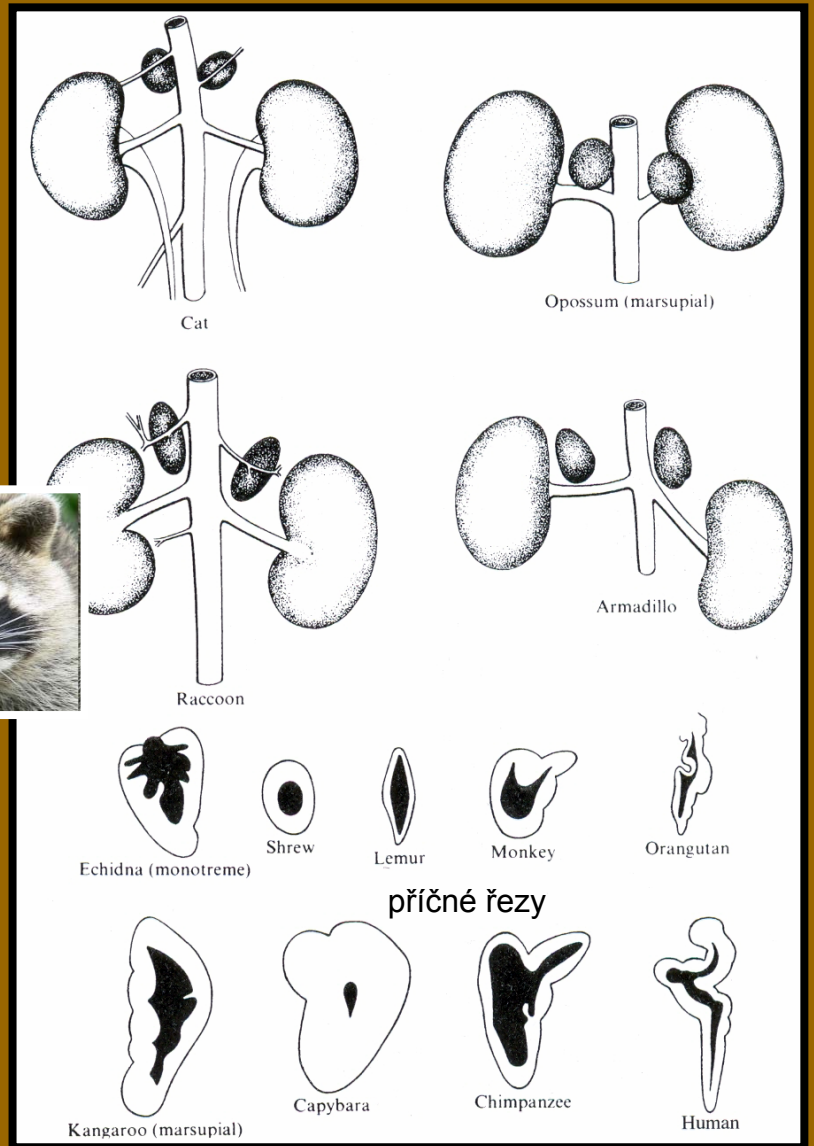 Cat
Opossum (marsupial)
Raccoon
Armadillo
Echidna (monotreme)
Shrew
Lemur
Monkey
Orangutan
příčné řezy
Kangaroo (marsupial)
Capybara
Chimpanzee
Human